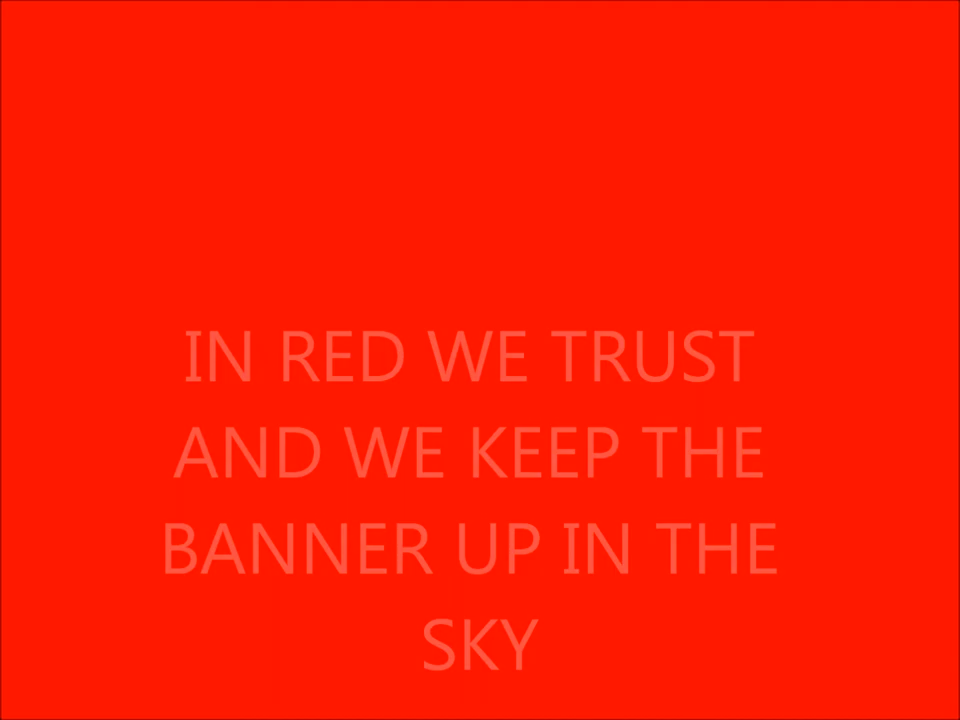 IN RED WE TRUST
AND WE KEEP THE
BANNER UP IN THE
SKY